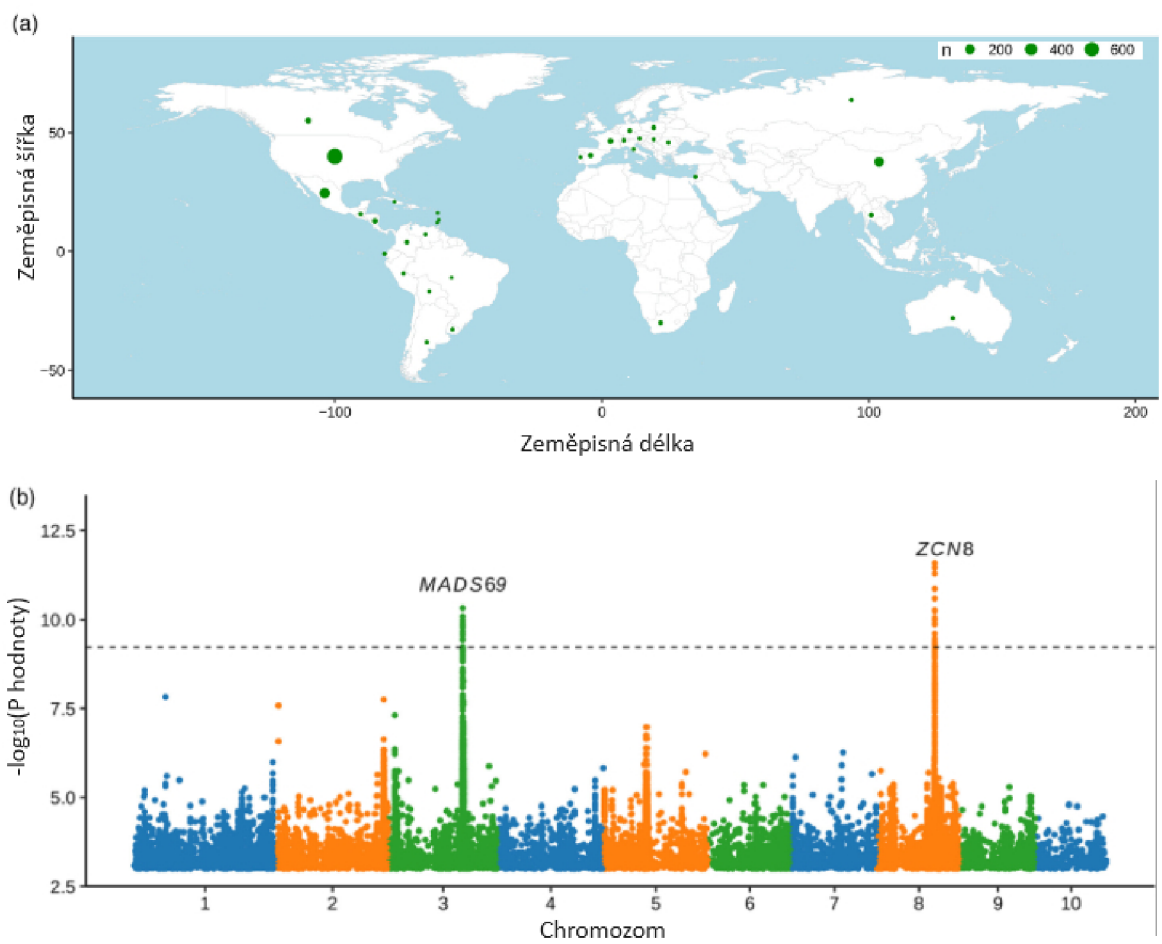 (a)
n 200 400 600
50
0
−50
Zeměpisná šířka
−100 0 100 200
Zeměpisná délka
(b)
12.5
10.0
7.5
5.0
2.5
-log₁₀(P hodnoty)
MADS69
ZCN8
1 2 3 4 5 6 7 8 9 10
Chromozom